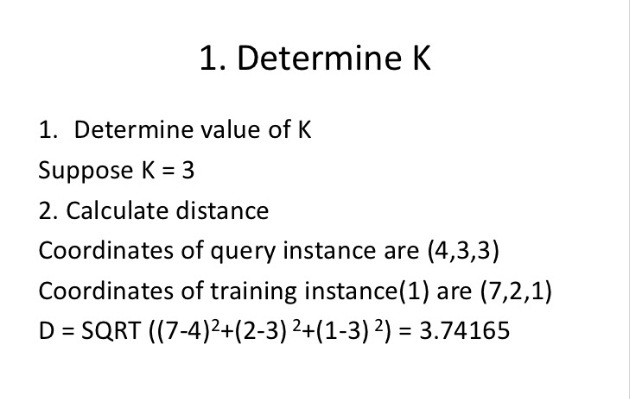 1. Determine K
1. Determine value of K
Suppose K = 3
2. Calculate distance
Coordinates of query instance are (4,3,3)
Coordinates of training instance(1) are (7,2,1)
D = SQRT ((7-4)²+(2-3) ²+(1-3) ²) = 3.74165